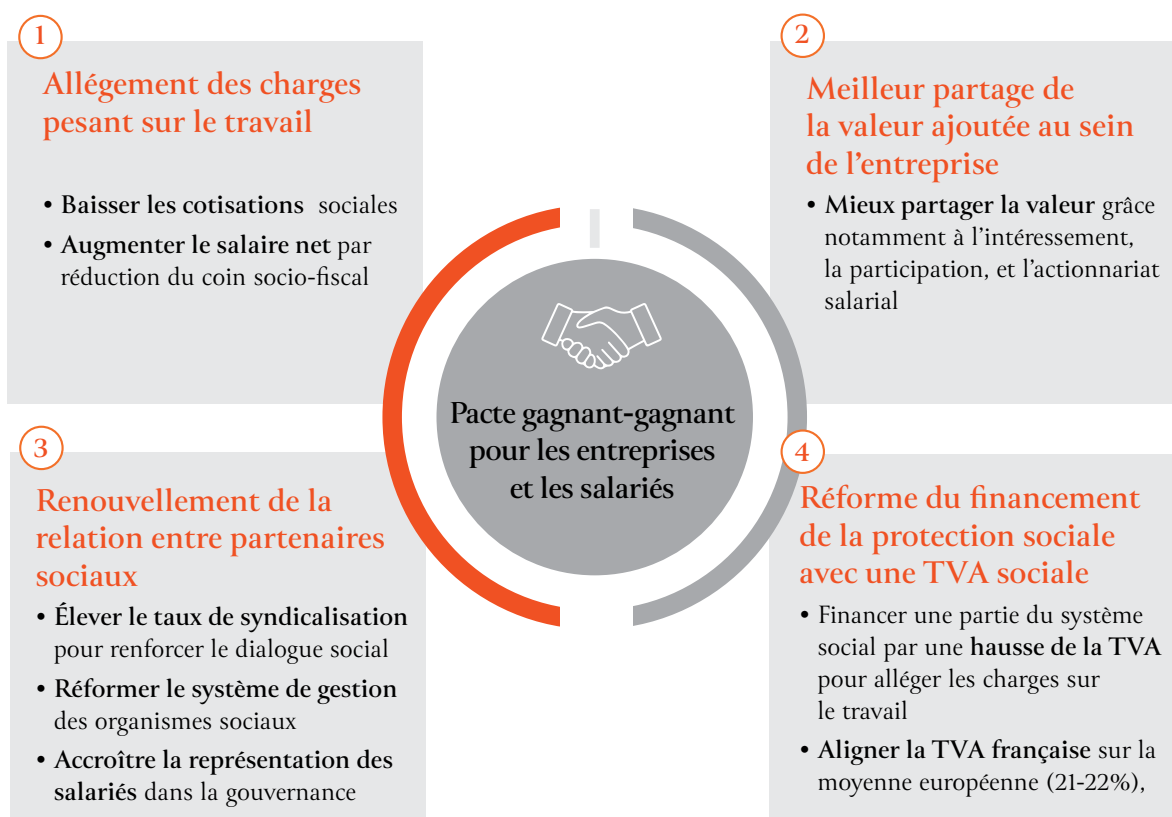 1
Allégement des charges
pesant sur le travail
• Baisser les cotisations sociales
• Augmenter le salaire net par
réduction du coin socio-fiscal
2
Meilleur partage de
la valeur ajoutée au sein
de l’entreprise
• Mieux partager la valeur grâce
notamment à l’intéressement,
la participation, et l’actionnariat
salarial
Pacte gagnant-gagnant
pour les entreprises
et les salariés
3
Renouvellement de la
relation entre partenaires
sociaux
• Élever le taux de syndicalisation
pour renforcer le dialogue social
• Réformer le système de gestion
des organismes sociaux
• Accroître la représentation des
salariés dans la gouvernance
4
Réforme du financement
de la protection sociale
avec une TVA sociale
• Financer une partie du système
social par une hausse de la TVA
pour alléger les charges sur
le travail
• Aligner la TVA française sur la
moyenne européenne (21-22%),